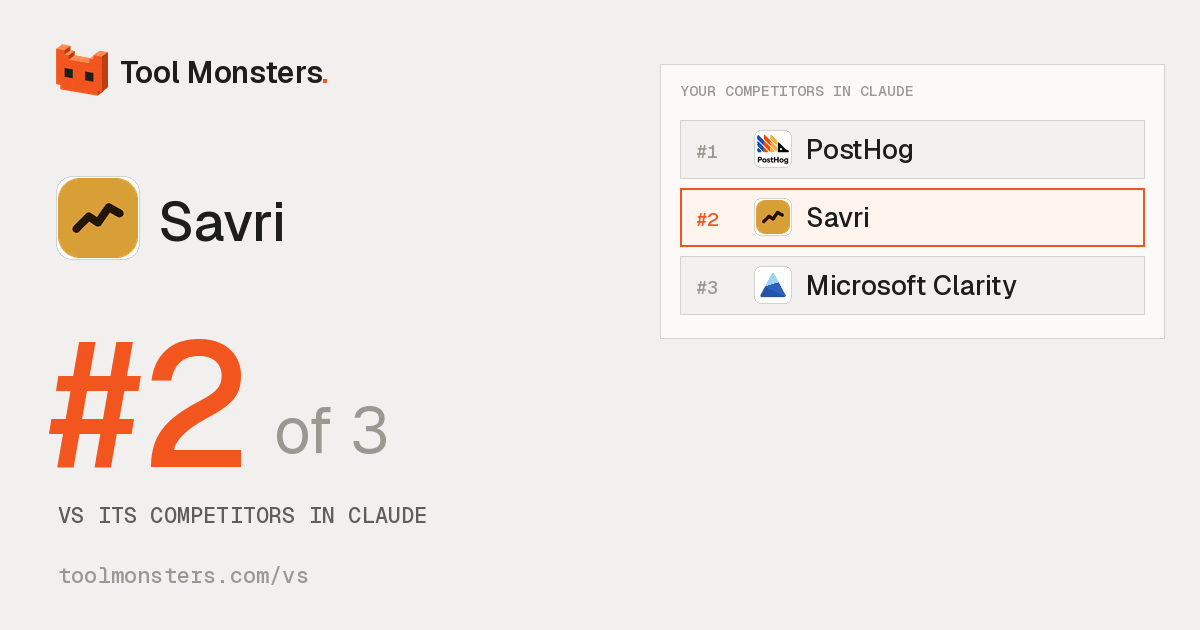 Tool Monsters.
Savri
#2 of 3
VS ITS COMPETITORS IN CLAUDE
toolmonsters.com/vs
YOUR COMPETITORS IN CLAUDE
#1 PostHog PostHog
#2 Savri
#3 Microsoft Clarity